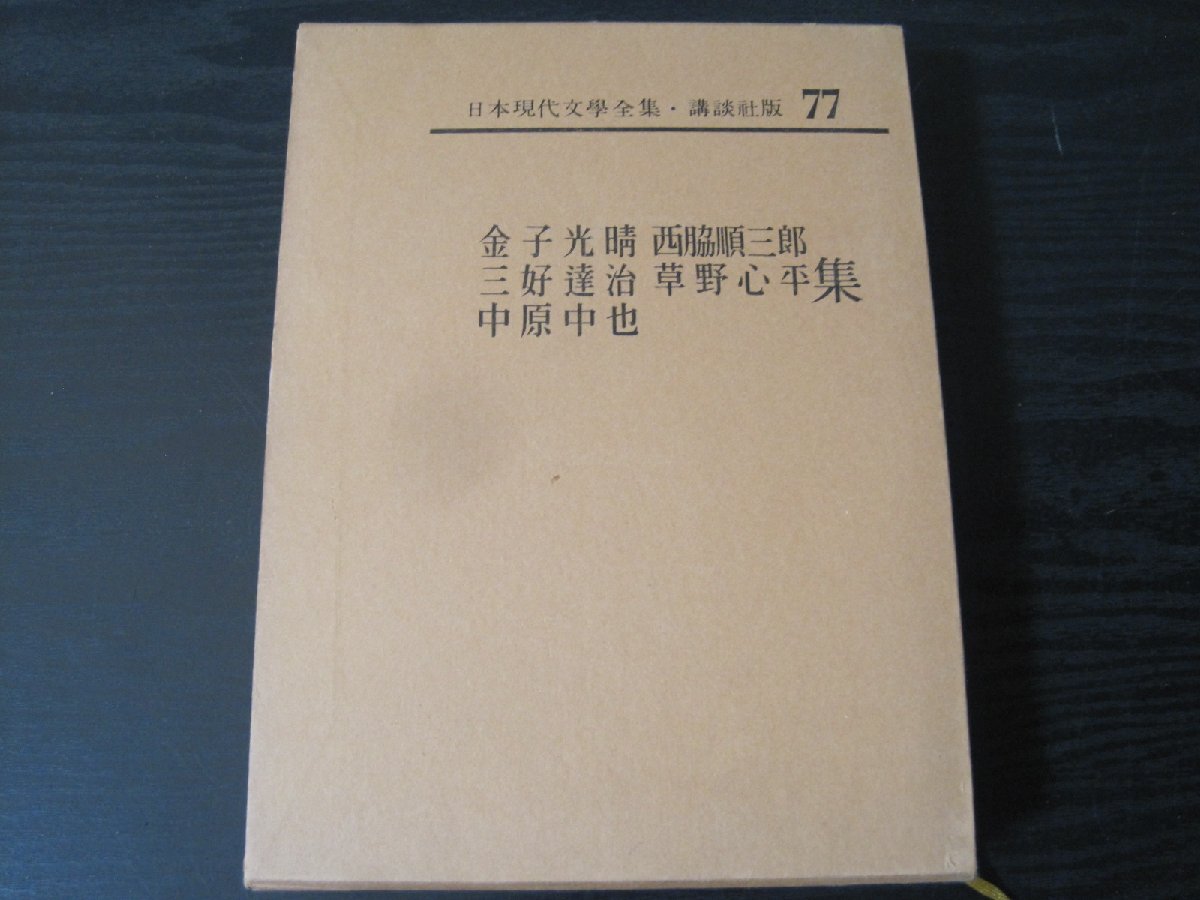 日本現代文學全集・講談社版 77
金子光晴 西脇順三郎
三好達治 草野心平 集
中原中也